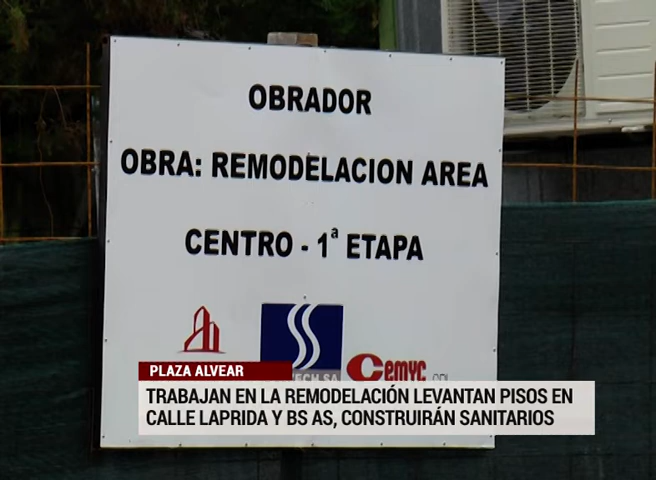 OBRADOR
OBRA: REMODELACION AREA
CENTRO - 1ª ETAPA
Cemyc
PLAZA ALVEAR
TRABAJAN EN LA REMODELACIÓN LEVANTAN PISOS EN
CALLE LAPRIDA Y BS AS, CONSTRUIRÁN SANITARIOS